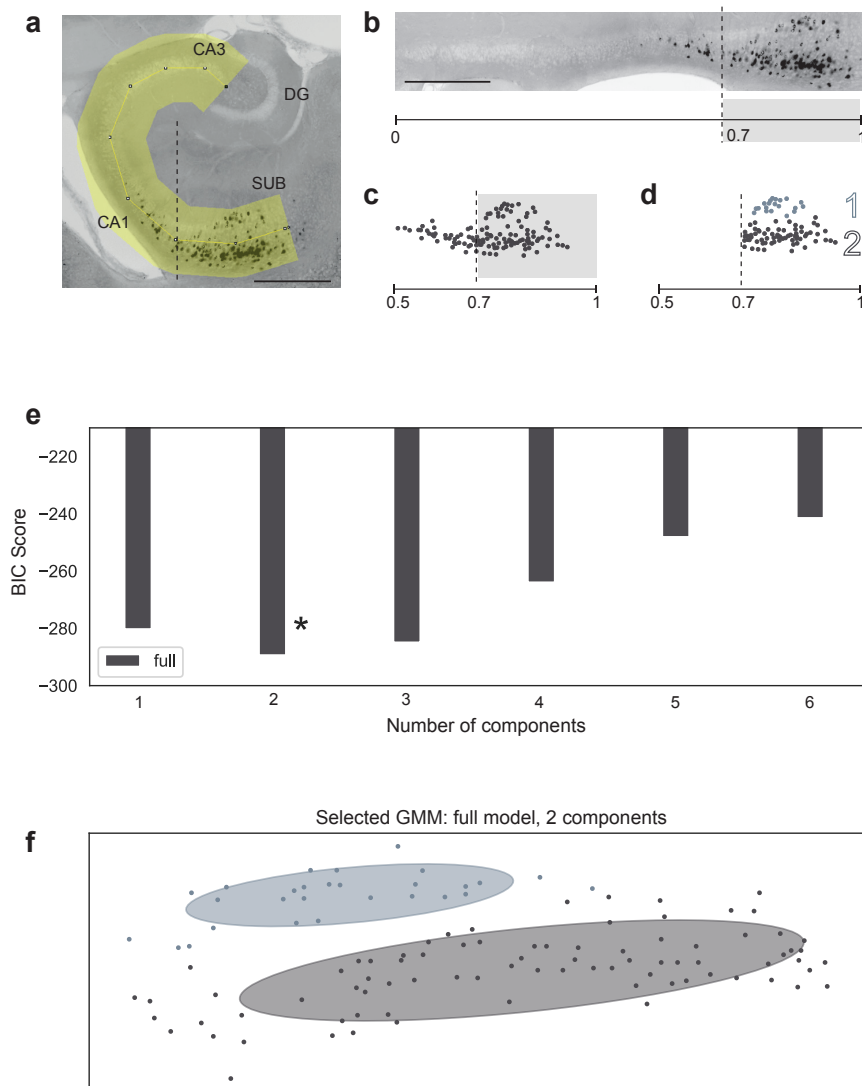 a
CA3
DG
SUB
CA1
b
0
0.7
1
c
0.5
0.7
1
d
1
2
0.5
0.7
1
e
−220
−240
−260
−280
−300
BIC Score
*
full
1 2 3 4 5 6
Number of components
f
Selected GMM: full model, 2 components